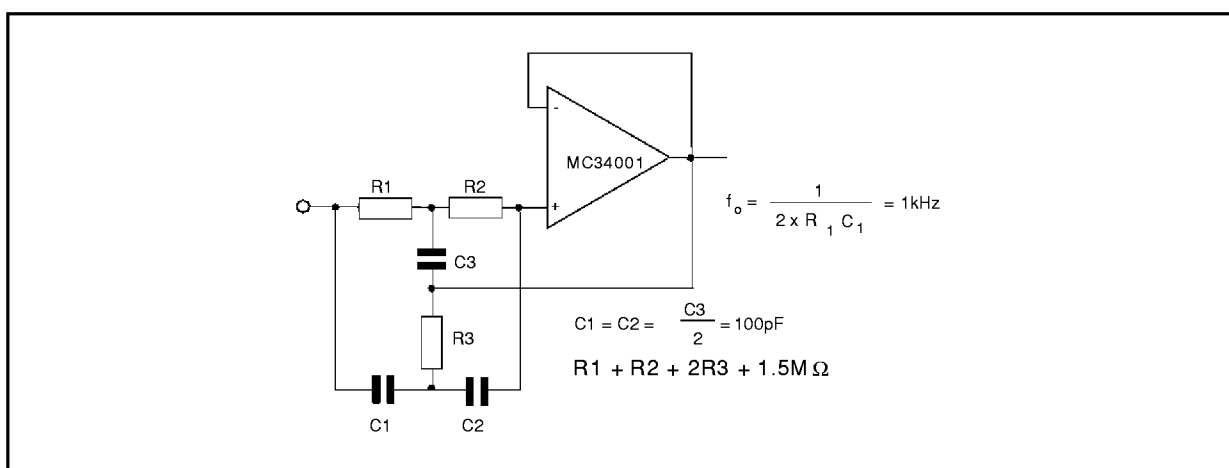 -
MC34001
R1
R2
+
f o = 1 / 2 x R 1 C 1 = 1kHz
C3
C1 = C2 = C3 / 2 = 100pF
R3
R1 + R2 + 2R3 + 1.5M Ω
C1
C2